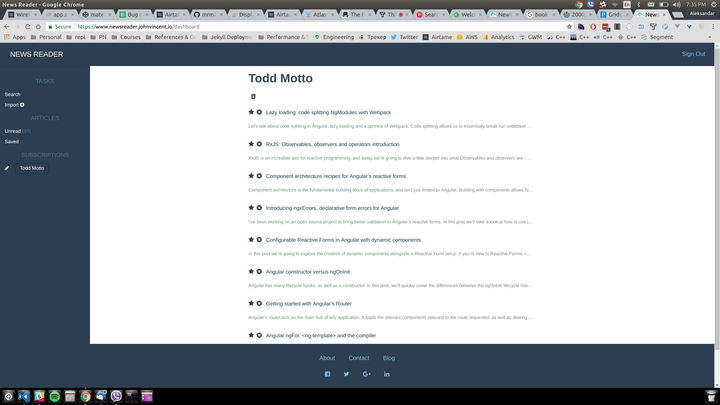 News Reader - Google Chrome
7:35 PM
Aleksandar
Secure https://www.newsreader.johnvincent.io/dashboard
Apps Personal repl PN Courses References & C Jekyll Deployme Performance & Engineering Трекер Twitter Airtame AWS Analytics GWM C++ C++ C++ C++ Segment
NEWS READER
Sign Out
TASKS
Search
Import
ARTICLES
Unread
Saved
SUBSCRIPTIONS
Todd Motto
Todd Motto
Lazy loading: code splitting NgModules with Webpack
Let's talk about code splitting in Angular, lazy loading and a sprinkle of Webpack. Code splitting allows us to essentially break our codebase ...
RxJS: Observables, observers and operators introduction
RxJS is an incredible tool for reactive programming, and today we're going to dive a little deeper into what Observables and observers are - ...
Component architecture recipes for Angular's reactive forms
Component architecture is the fundamental building block of applications, and isn't just limited to Angular. Building with components allows fo...
Introducing ngxErrors, declarative form errors for Angular
I've been working on an open source project to bring better validation to Angular's reactive forms. In this post we'll take a look at how to use i...
Configurable Reactive Forms in Angular with dynamic components
In this post we're going to explore the creation of dynamic components alongside a Reactive Form setup. If you're new to Reactive Forms, c...
Angular constructor versus ngOnInit
Angular has many lifecycle hooks, as well as a constructor. In this post, we'll quickly cover the differences between the ngOnInit lifecycle hoo...
Getting started with Angular's Router
Angular's router acts as the main hub of any application, it loads the relevant components relevant to the route requested, as well as dealing ...
Angular ngFor, <ng-template> and the compiler
About Contact Blog